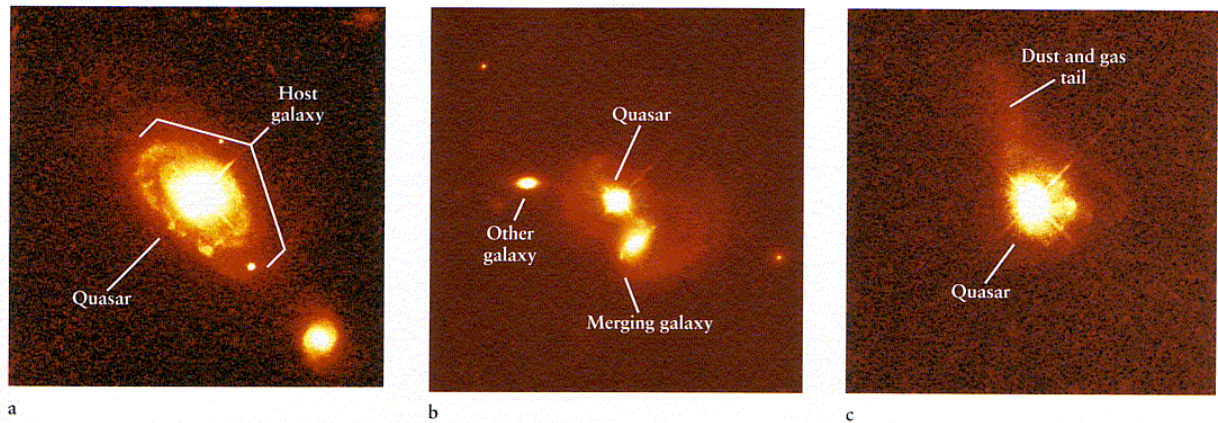 Host
galaxy
Quasar
a
Quasar
Other
galaxy
Merging galaxy
b
Dust and gas
tail
Quasar
c